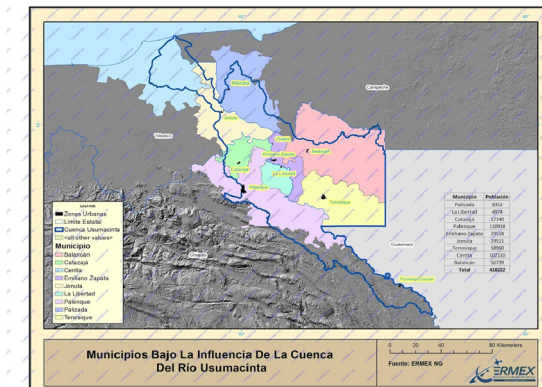 Palizada
Campeche
Jonuta
Tabasco
Emiliano Zapata
Balancán
Catazajá
La Libertad
Palenque
Tenosique
Guatemala
Chiapas
Leyenda
Zonas Urbanas
Límite Estatal
Cuenca Usumacinta
<all other values>
Municipio
Balancán
Catazajá
Centla
Emiliano Zapata
Jonuta
La Libertad
Palenque
Palizada
Tenosique
Municipio Población
Palizada 8352
La Libertad 4974
Catazajá 17140
Palenque 110918
Emiliano Zapata
Jonuta 29511
Tenosique 58960
Centla 102110
Balancán 56739
Total 418222
Municipios Bajo La Influencia De La Cuenca
Del Río Usumacinta
0 20 40 80 Kilometers
Fuente: ERMEX NG
ERMEX